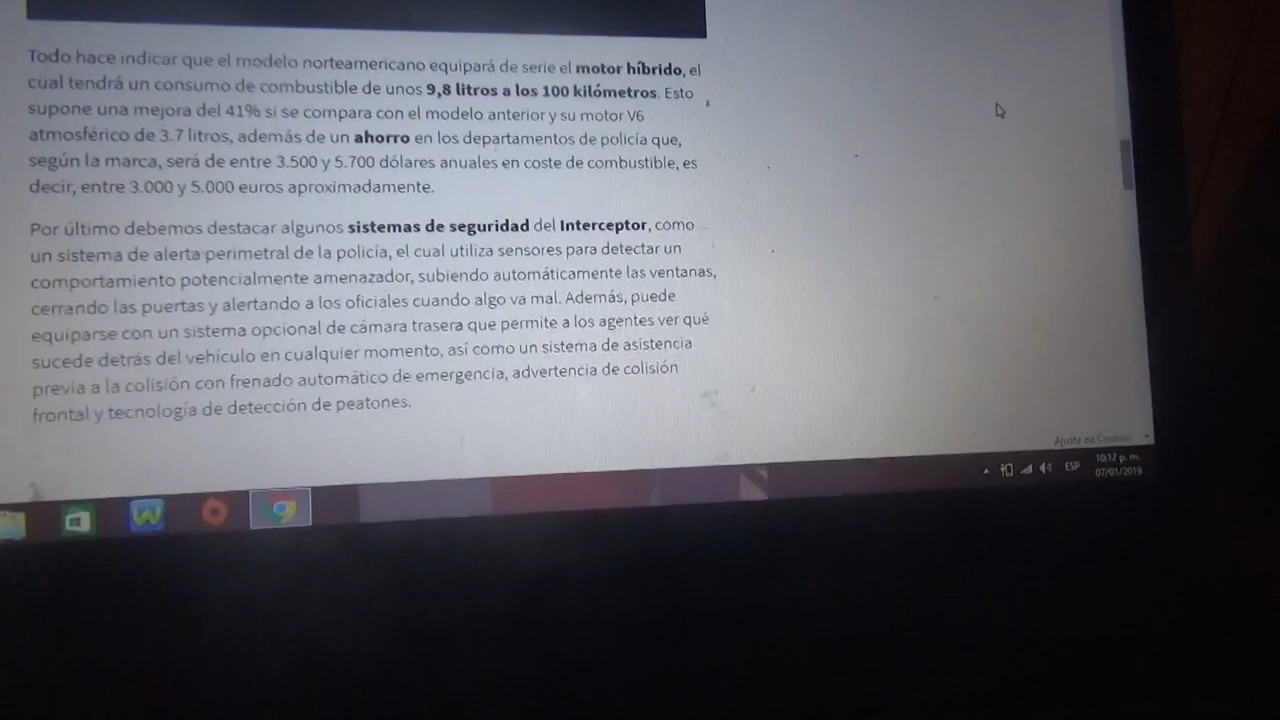 Todo hace indicar que el modelo norteamericano equipará de serie el motor híbrido, el
cual tendrá un consumo de combustible de unos 9,8 litros a los 100 kilómetros. Esto
supone una mejora del 41% si se compara con el modelo anterior y su motor V6
atmosférico de 3.7 litros, además de un ahorro en los departamentos de policía que,
según la marca, será de entre 3.500 y 5.700 dólares anuales en coste de combustible, es
decir, entre 3.000 y 5.000 euros aproximadamente.
Por último debemos destacar algunos sistemas de seguridad del Interceptor, como
un sistema de alerta perimetral de la policía, el cual utiliza sensores para detectar un
comportamiento potencialmente amenazador, subiendo automáticamente las ventanas,
cerrando las puertas y alertando a los oficiales cuando algo va mal. Además, puede
equiparse con un sistema opcional de cámara trasera que permite a los agentes ver qué
sucede detrás del vehículo en cualquier momento, así como un sistema de asistencia
previa a la colisión con frenado automático de emergencia, advertencia de colisión
frontal y tecnología de detección de peatones.
Ajuste de
ESP
10:12 p. m.
07/01/2019